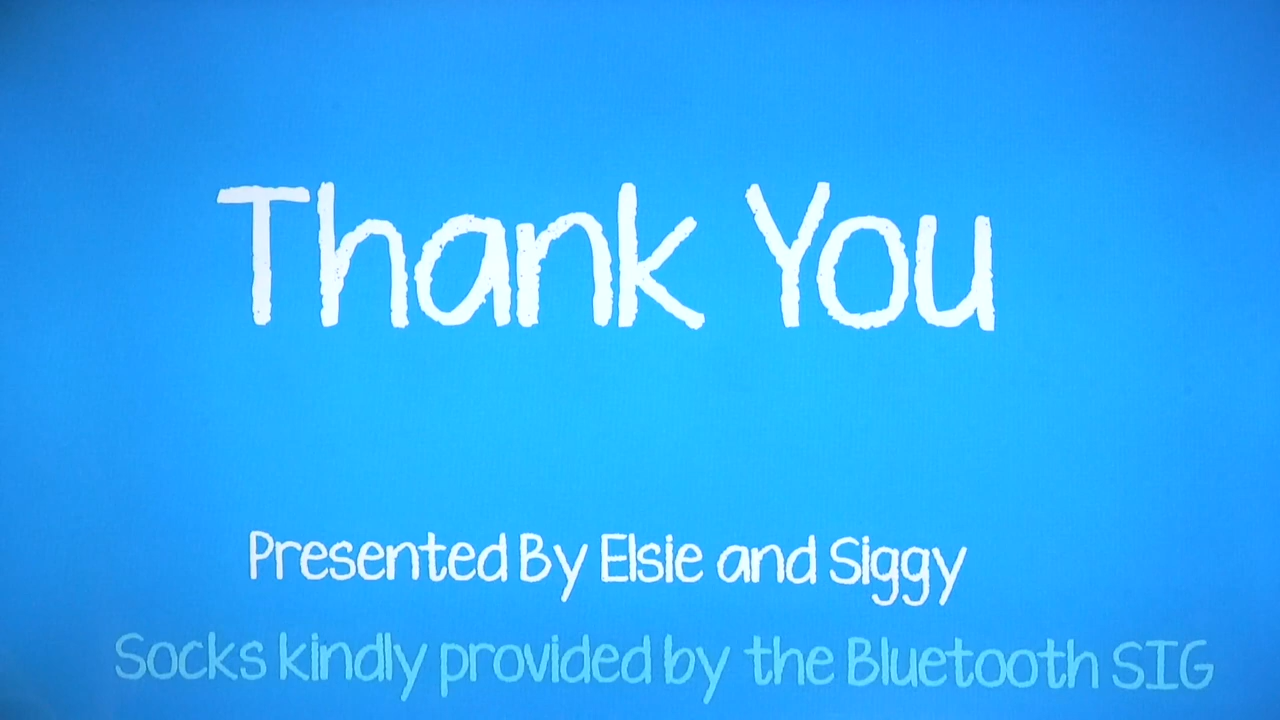 Thank You
Presented By Elsie and Siggy
Socks kindly provided by the Bluetooth SIG